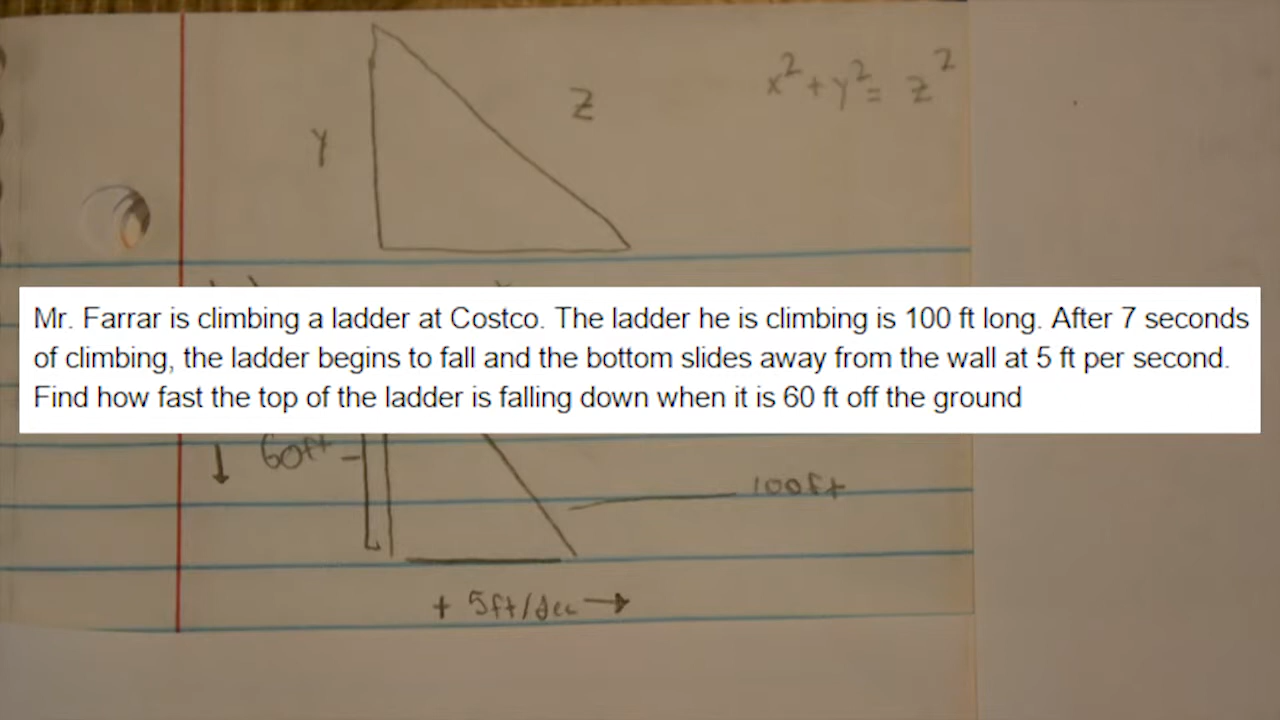 x² + y² = z²
z
y
Mr. Farrar is climbing a ladder at Costco. The ladder he is climbing is 100 ft long. After 7 seconds
of climbing, the ladder begins to fall and the bottom slides away from the wall at 5 ft per second.
Find how fast the top of the ladder is falling down when it is 60 ft off the ground
↓ 60ft
100ft
+ 5ft/sec →